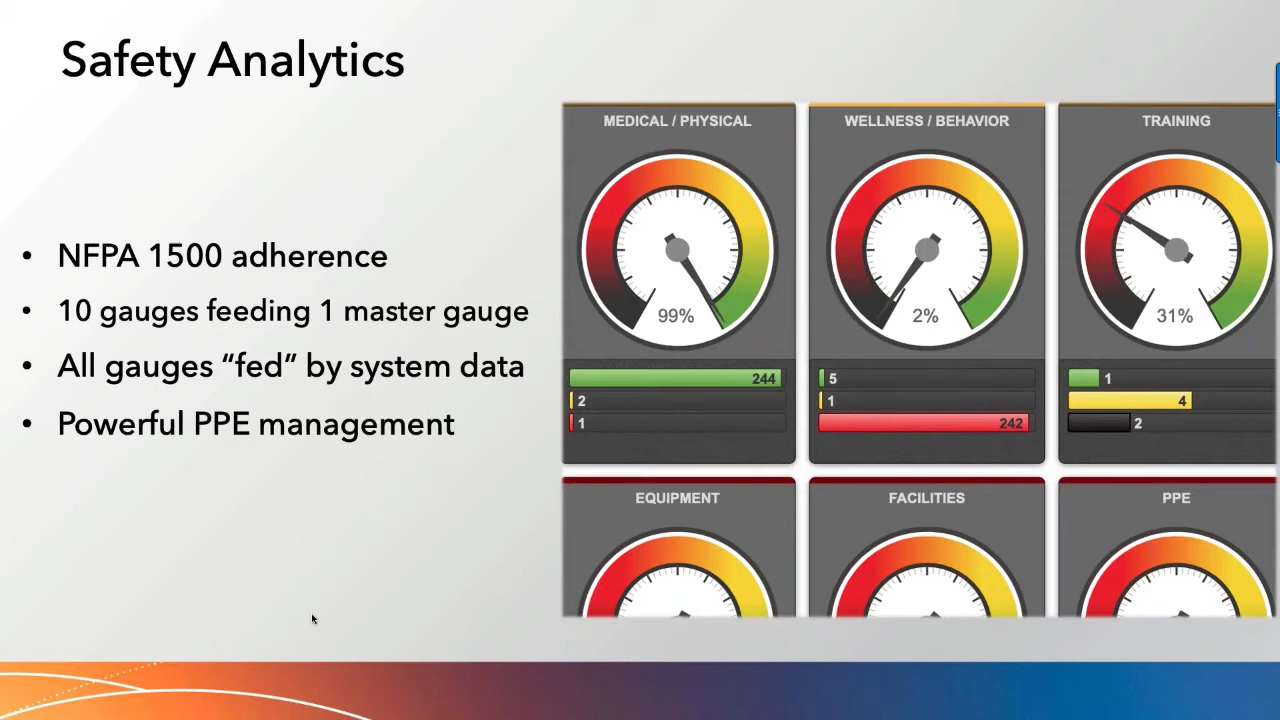 Safety Analytics
• NFPA 1500 adherence
• 10 gauges feeding 1 master gauge
• All gauges “fed” by system data
• Powerful PPE management
MEDICAL / PHYSICAL
99%
244
2
1
WELLNESS / BEHAVIOR
2%
5
1
242
TRAINING
31%
1
4
2
EQUIPMENT
FACILITIES
PPE